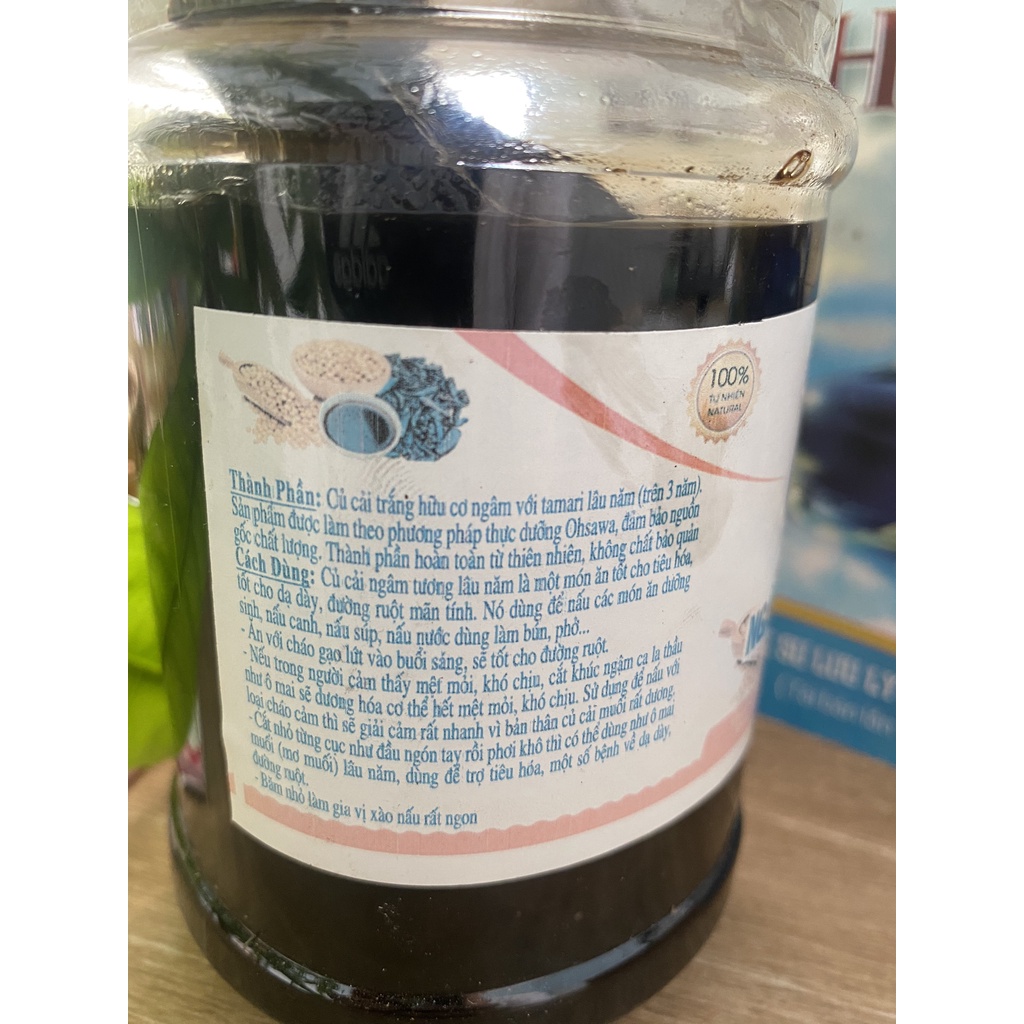 100%
TỰ NHIÊN
NATURAL
Thành Phần: Củ cải trắng hữu cơ ngâm với tamari lâu năm (trên 3 năm).
Sản phẩm được làm theo phương pháp thực dưỡng Ohsawa, đảm bảo nguồn
gốc chất lượng. Thành phần hoàn toàn từ thiên nhiên, không chất bảo quản
Cách Dùng: Củ cải ngâm tương lâu năm là một món ăn tốt cho tiêu hóa,
tốt cho dạ dày, đường ruột mãn tính. Nó dùng để nấu các món ăn dưỡng
sinh, nấu canh, nấu súp, nấu nước dùng làm bún, phở...
- Ăn với cháo gạo lứt vào buổi sáng, sẽ tốt cho đường ruột.
- Nếu trong người cảm thấy mệt mỏi, khó chịu, cắt khúc ngâm ca la thầu
như ô mai sẽ dương hóa cơ thể hết mệt mỏi, khó chịu. Sử dụng để nấu với
loại cháo cảm thì sẽ giải cảm rất nhanh vì bản thân củ cải muối rất dương.
- Cắt nhỏ từng cục như đầu ngón tay rồi phơi khô thì có thể dùng như ô mai
muối (mơ muối) lâu năm, dùng để trợ tiêu hóa, một số bệnh về dạ dày,
đường ruột.
- Băm nhỏ làm gia vị xào nấu rất ngon
SƯ LƯU LY